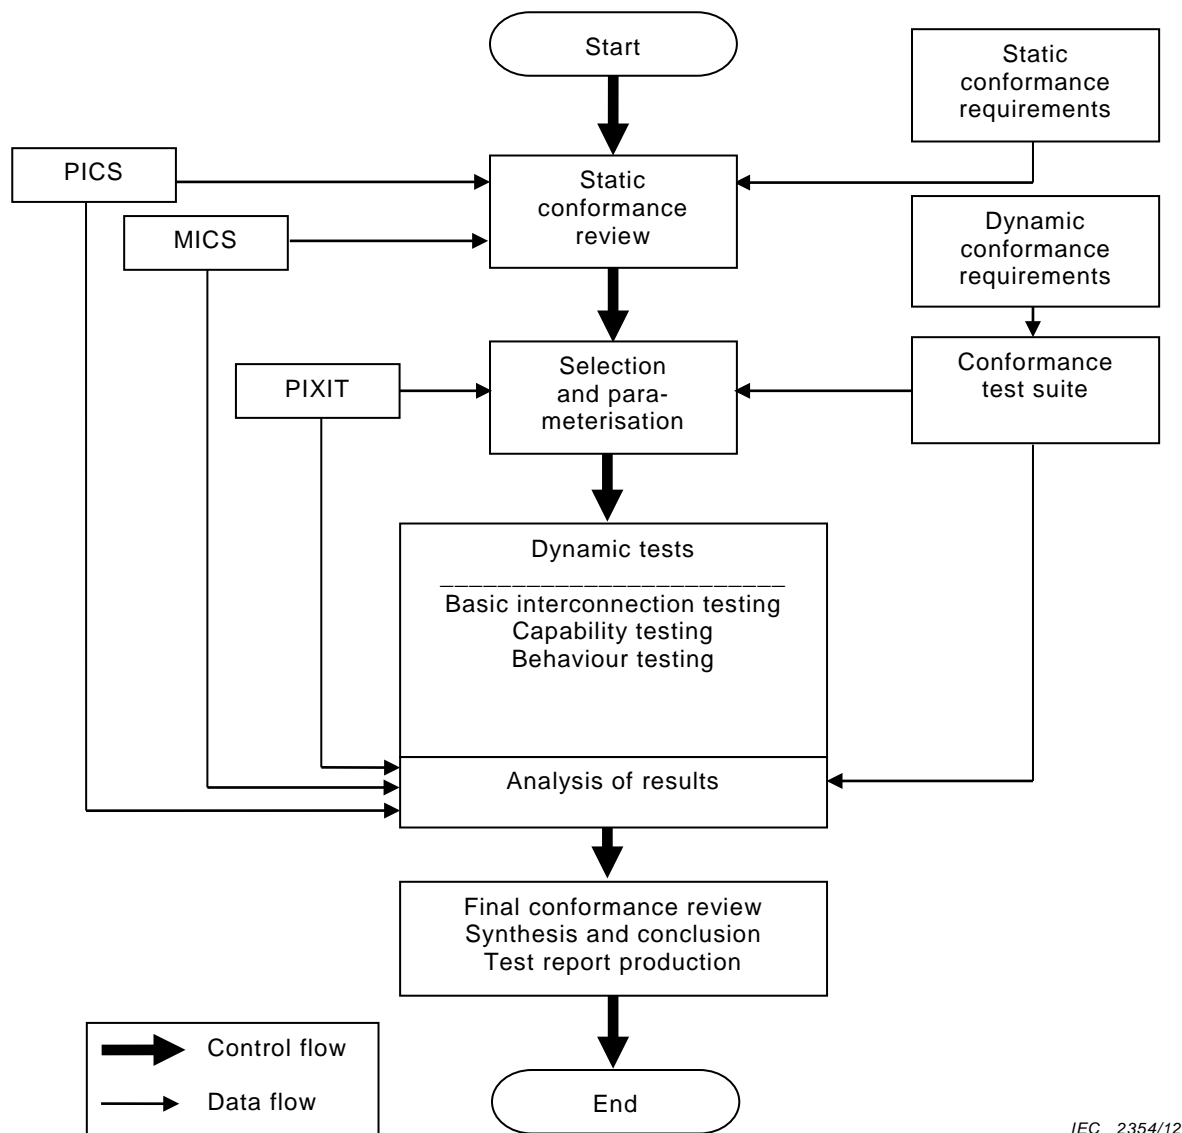 Start
Static
conformance
requirements
PICS
Static
conformance
review
MICS
Dynamic
conformance
requirements
PIXIT
Selection
and para-
meterisation
Conformance
test suite
Dynamic tests
Basic interconnection testing
Capability testing
Behaviour testing
Analysis of results
Final conformance review
Synthesis and conclusion
Test report production
Control flow
Data flow
End
IEC 2354/12